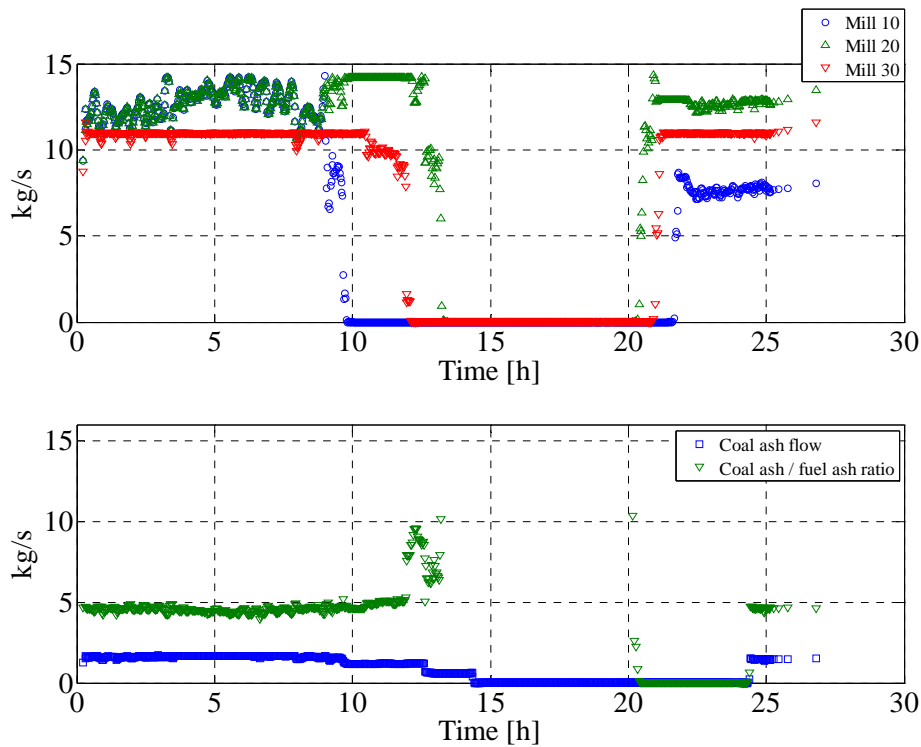 Mill 10
Mill 20
Mill 30
15
10
5
0
kg/s
0 5 10 15 20 25 30
Time [h]
Coal ash flow
Coal ash / fuel ash ratio
15
10
5
0
kg/s
0 5 10 15 20 25 30
Time [h]